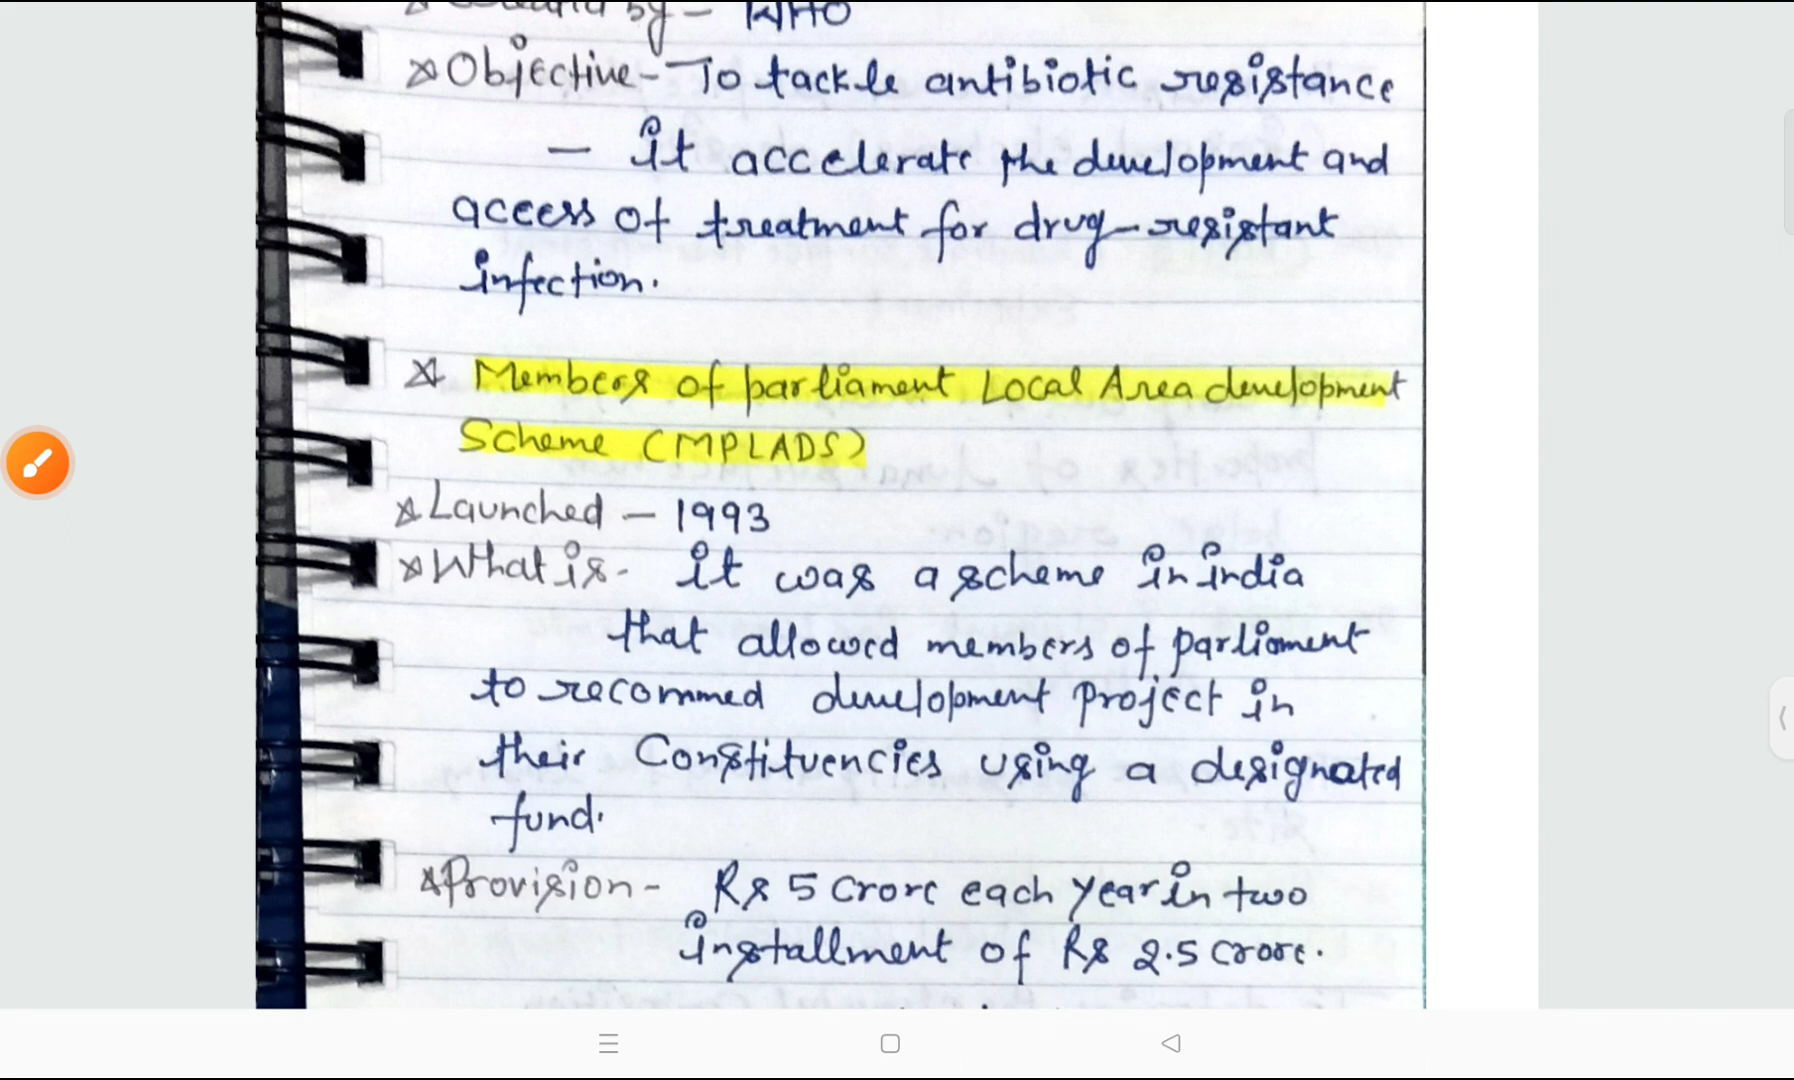 by - WHO
Objective - To tackle antibiotic resistance
- it accelerate the development and
access of treatment for drug-resistant
infection.
Members of parliament Local Area development
Scheme (MPLADS)
Launched - 1993
What is - it was a scheme in india
that allowed members of parliament
to recommed development project in
their Constituencies using a designated
fund.
Provision - Rs 5 crore each year in two
installment of Rs 2.5 crore.